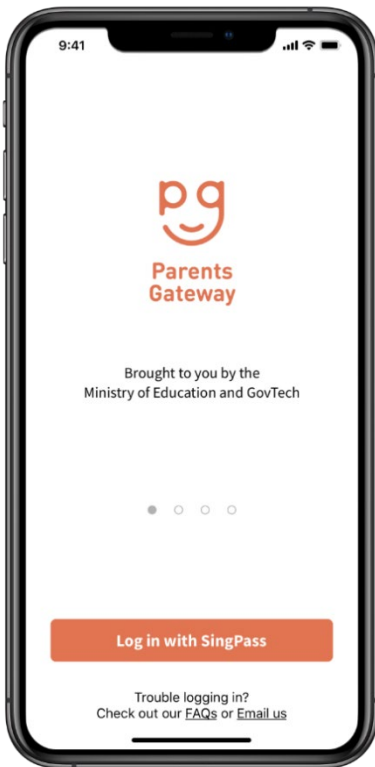 9:41
pg
Parents
Gateway
Brought to you by the
Ministry of Education and GovTech
Log in with SingPass
Trouble logging in?
Check out our FAQs or Email us